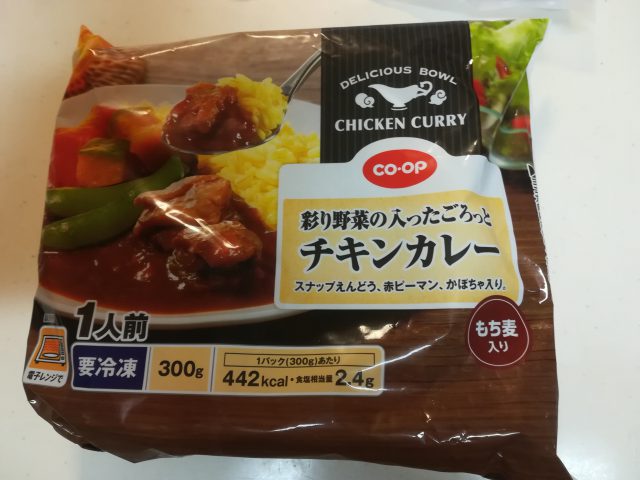 DELICIOUS BOWL
CHICKEN CURRY
CO·OP
彩り野菜の入ったごろっと
チキンカレー
スナップえんどう、赤ピーマン、かぼちゃ入り。
もち麦
入り
1人前
電子レンジで
要冷凍
300g
1パック(300g)あたり
442kcal・食塩相当量2.4g